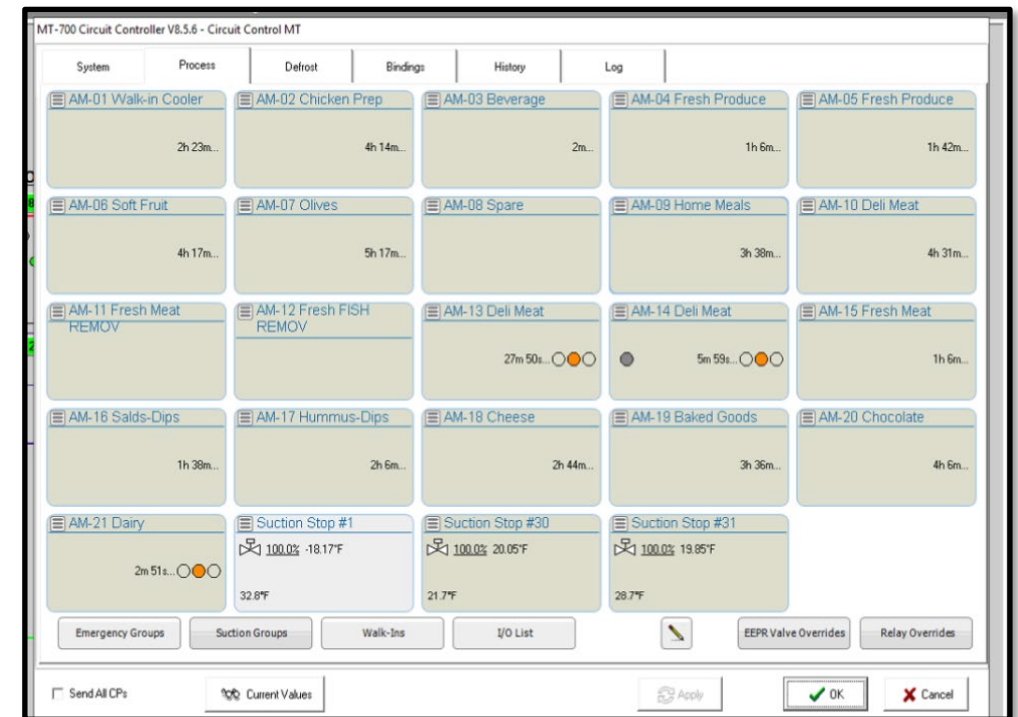 MT-700 Circuit Controller V8.5.6 - Circuit Control MT
System Process Defrost Bindings History Log
AM-01 Walk-in Cooler
2h 23m...
AM-02 Chicken Prep
4h 14m...
AM-03 Beverage
2m...
AM-04 Fresh Produce
1h 6m...
AM-05 Fresh Produce
1h 42m...
AM-06 Soft Fruit
4h 17m...
AM-07 Olives
5h 17m...
AM-08 Spare
AM-09 Home Meals
3h 38m...
AM-10 Deli Meat
4h 31m...
AM-11 Fresh Meat
REMOV
AM-12 Fresh FISH
REMOV
AM-13 Deli Meat
27m 50s...
AM-14 Deli Meat
5m 59s...
AM-15 Fresh Meat
1h 6m...
AM-16 Salds-Dips
1h 38m...
AM-17 Hummus-Dips
2h 6m...
AM-18 Cheese
2h 44m...
AM-19 Baked Goods
3h 36m...
AM-20 Chocolate
4h 6m...
AM-21 Dairy
2m 51s...
Suction Stop #1
100.0% -18.17°F
32.8°F
Suction Stop #30
100.0% 20.05°F
21.7°F
Suction Stop #31
100.0% 19.85°F
28.7°F
Emergency Groups Suction Groups Walk-Ins I/O List EEPR Valve Overrides Relay Overrides
Send All CPs Current Values Apply OK Cancel